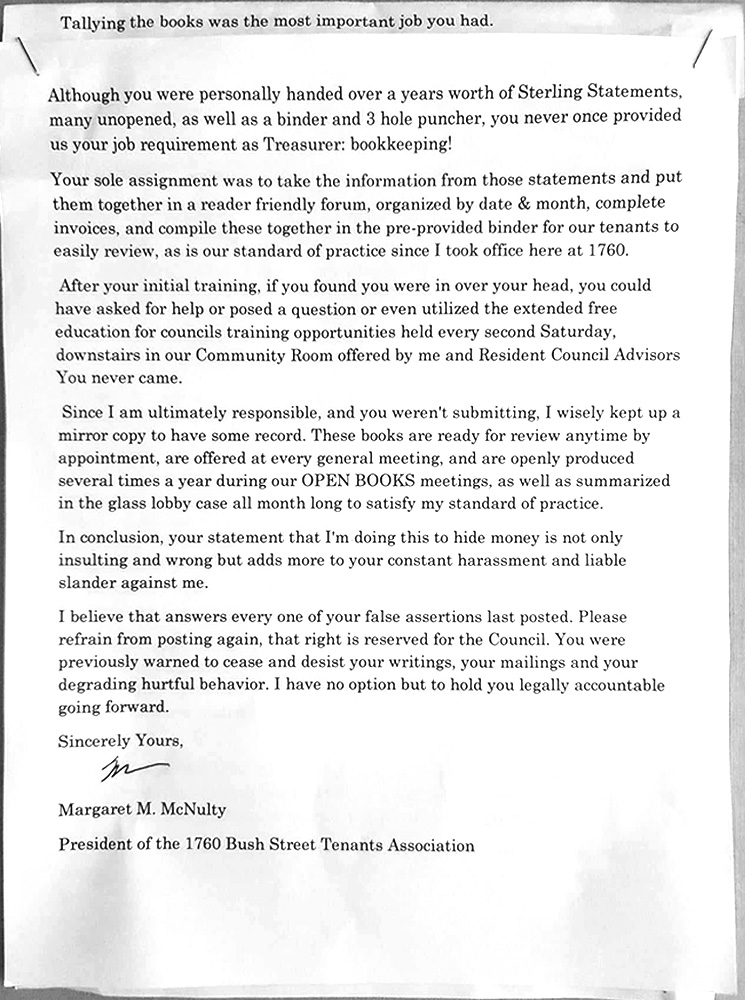 Tallying the books was the most important job you had.
Although you were personally handed over a years worth of Sterling Statements,
many unopened, as well as a binder and 3 hole puncher, you never once provided
us your job requirement as Treasurer: bookkeeping!
Your sole assignment was to take the information from those statements and put
them together in a reader friendly forum, organized by date & month, complete
invoices, and compile these together in the pre-provided binder for our tenants to
easily review, as is our standard of practice since I took office here at 1760.
After your initial training, if you found you were in over your head, you could
have asked for help or posed a question or even utilized the extended free
education for councils training opportunities held every second Saturday,
downstairs in our Community Room offered by me and Resident Council Advisors
You never came.
Since I am ultimately responsible, and you weren't submitting, I wisely kept up a
mirror copy to have some record. These books are ready for review anytime by
appointment, are offered at every general meeting, and are openly produced
several times a year during our OPEN BOOKS meetings, as well as summarized
in the glass lobby case all month long to satisfy my standard of practice.
In conclusion, your statement that I'm doing this to hide money is not only
insulting and wrong but adds more to your constant harassment and liable
slander against me.
I believe that answers every one of your false assertions last posted. Please
refrain from posting again, that right is reserved for the Council. You were
previously warned to cease and desist your writings, your mailings and your
degrading hurtful behavior. I have no option but to hold you legally accountable
going forward.
Sincerely Yours,
Margaret M. McNulty
President of the 1760 Bush Street Tenants Association